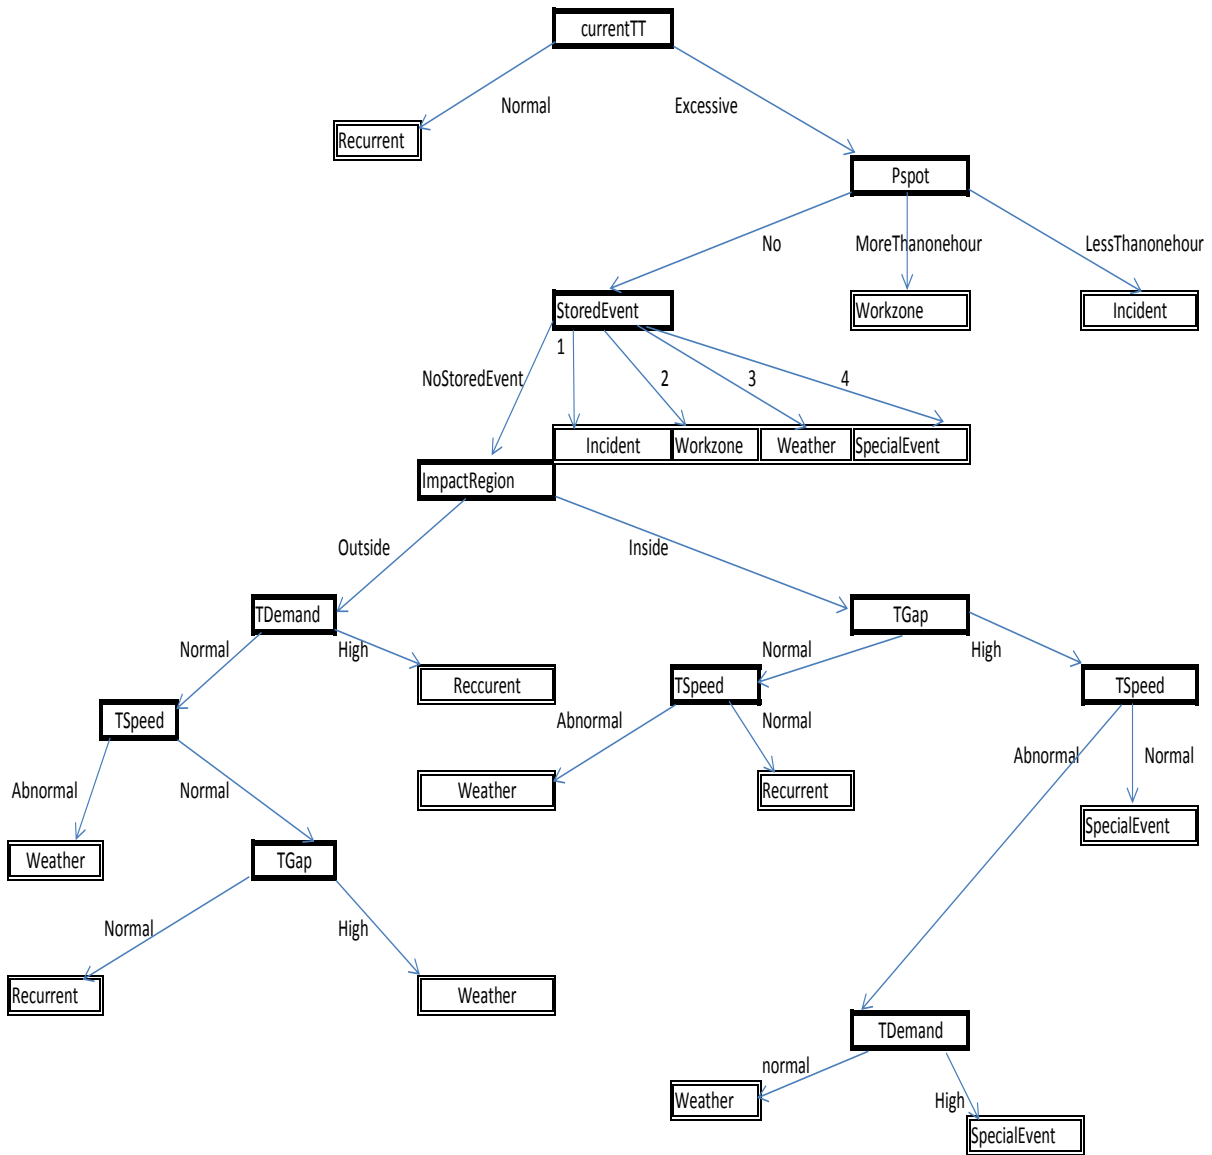 currentTT
Normal
Excessive
Recurrent
Pspot
No
MoreThanonehour
LessThanonehour
StoredEvent
Workzone
Incident
1
NoStoredEvent
2
3
4
Incident
Workzone
Weather
SpecialEvent
ImpactRegion
Outside
Inside
TDemand
TGap
Normal
High
Normal
High
Reccurent
TSpeed
TSpeed
TSpeed
Abnormal
Normal
Abnormal
Normal
Abnormal
Normal
Weather
Recurrent
SpecialEvent
Weather
TGap
Normal
High
Recurrent
Weather
TDemand
normal
High
Weather
SpecialEvent